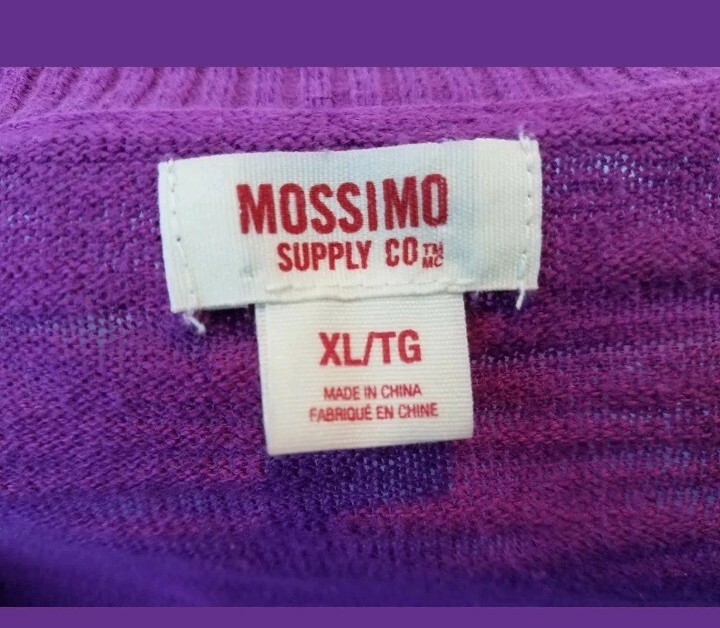 MOSSIMO
SUPPLY CO ™ MC
XL/TG
MADE IN CHINA
FABRIQUÉ EN CHINE